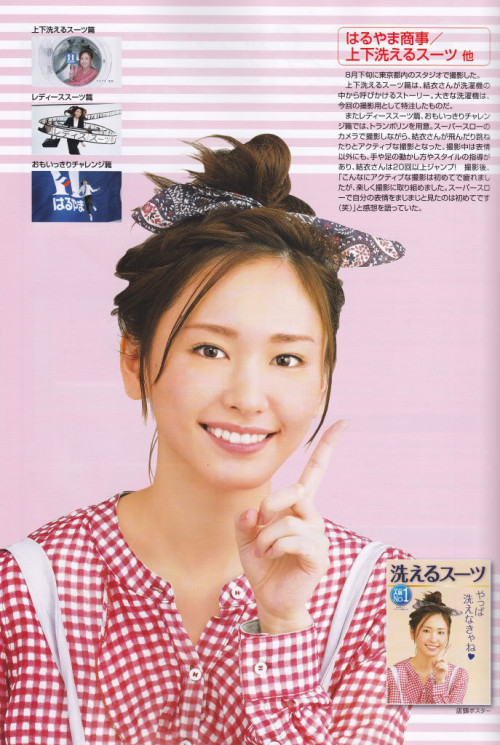 上下洗えるスーツ篇
レディーススーツ篇
おもいっきりチャレンジ篇
はるやま
はるやま商事／
上下洗えるスーツ 他
8月下旬に東京都内のスタジオで撮影した。
上下洗えるスーツ篇は、結衣さんが洗濯機の
中から呼びかけるストーリー。大きな洗濯機は、
今回の撮影用として特注したものだ。
またレディーススーツ篇、おもいっきりチャレン
ジ篇では、トランポリンを用意。スーパースローの
カメラで撮影しながら、結衣さんが飛んだり跳ね
たりとアクティブな撮影となった。撮影中は表情
以外にも、手や足の動かし方やスタイルの指導が
あり、結衣さんは20回以上ジャンプ！ 撮影後、
「こんなにアクティブな撮影は初めてで疲れまし
たが、楽しく撮影に取り組めました。スーパースロ
ーで自分の表情をまじまじと見たのは初めてです
（笑）」と感想を語っていた。
洗えるスーツ
No.1
やっぱ
洗えなきゃね♥
店頭ポスター